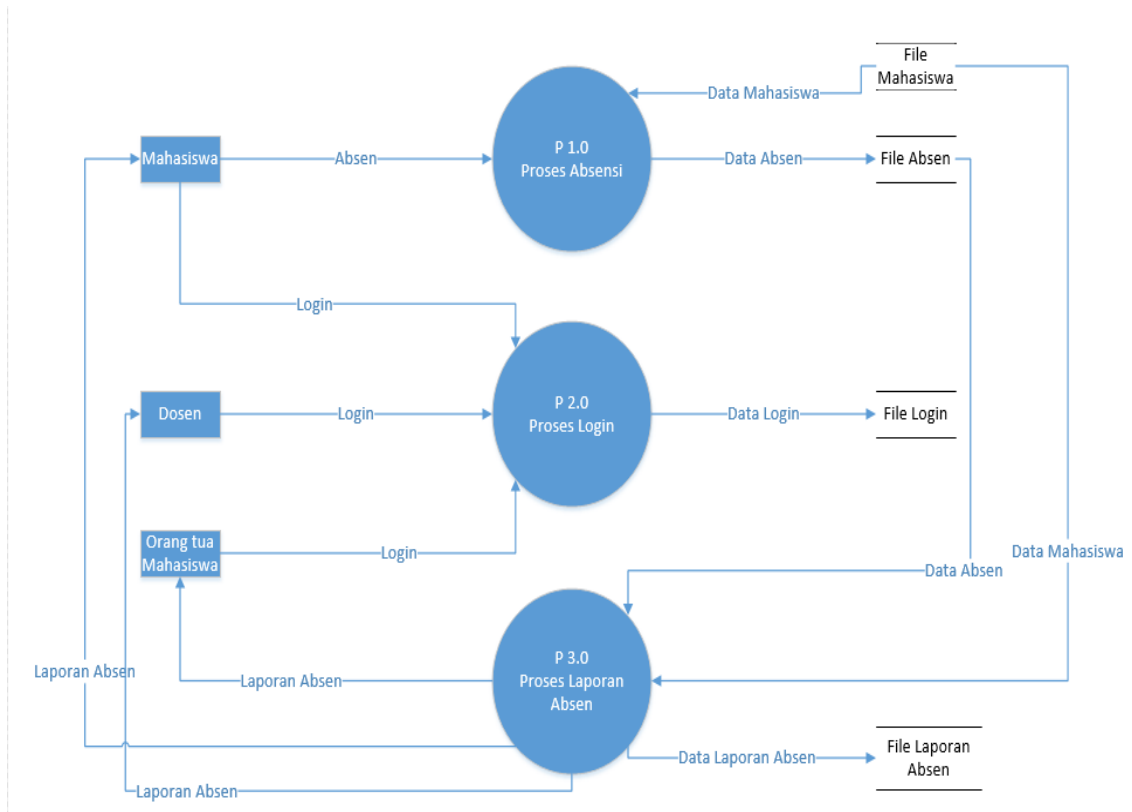 File
Mahasiswa
Data Mahasiswa
Mahasiswa
Absen
P 1.0
Proses Absensi
Data Absen
File Absen
Login
Dosen
Login
P 2.0
Proses Login
Data Login
File Login
Orang tua
Mahasiswa
Login
Data Mahasiswa
Data Absen
P 3.0
Proses Laporan
Absen
Laporan Absen
Laporan Absen
Data Laporan Absen
File Laporan
Absen
Laporan Absen